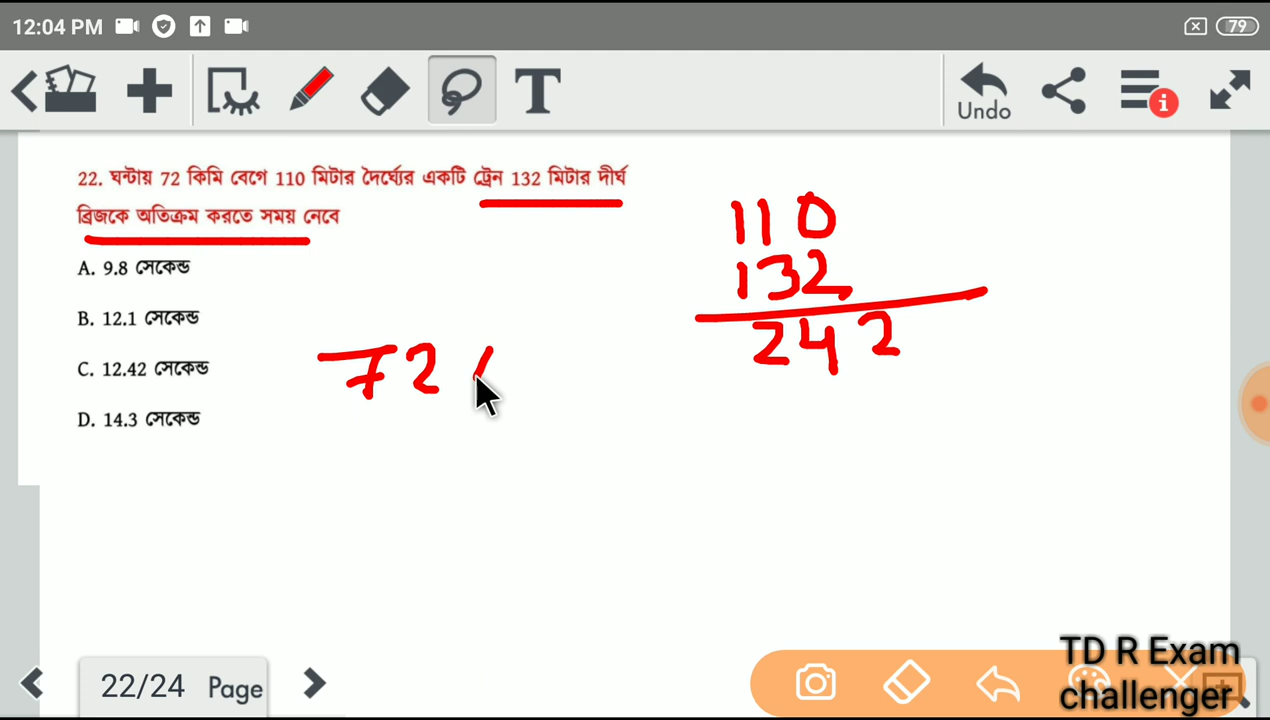 12:04 PM
79
Undo
22. ঘন্টায় 72 কিমি বেগে 110 মিটার দৈর্ঘ্যের একটি ট্রেন 132 মিটার দীর্ঘ
ব্রিজকে অতিক্রম করতে সময় নেবে
A. 9.8 সেকেন্ড
B. 12.1 সেকেন্ড
C. 12.42 সেকেন্ড
D. 14.3 সেকেন্ড
110
132
242
72
22/24 Page
TD R Exam
challenger